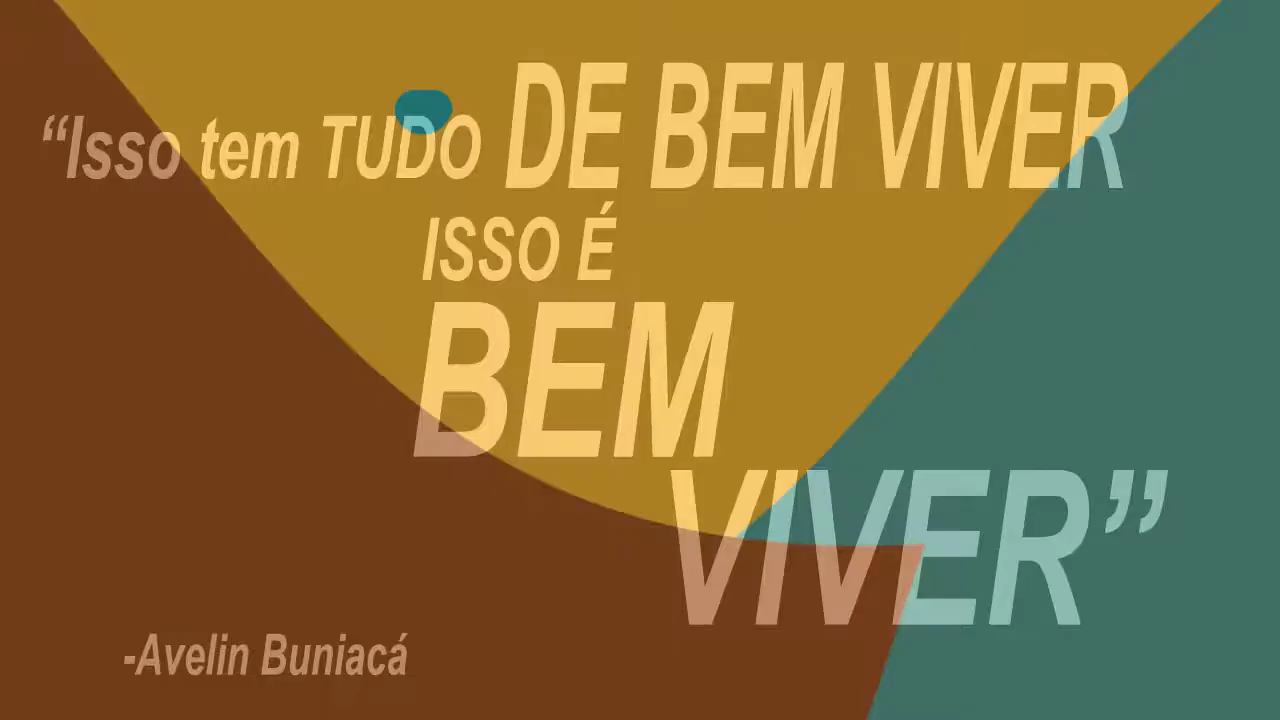 “Isso tem TUDO DE BEM VIVER
ISSO É
BEM
VIVER”
-Avelin Buniacá